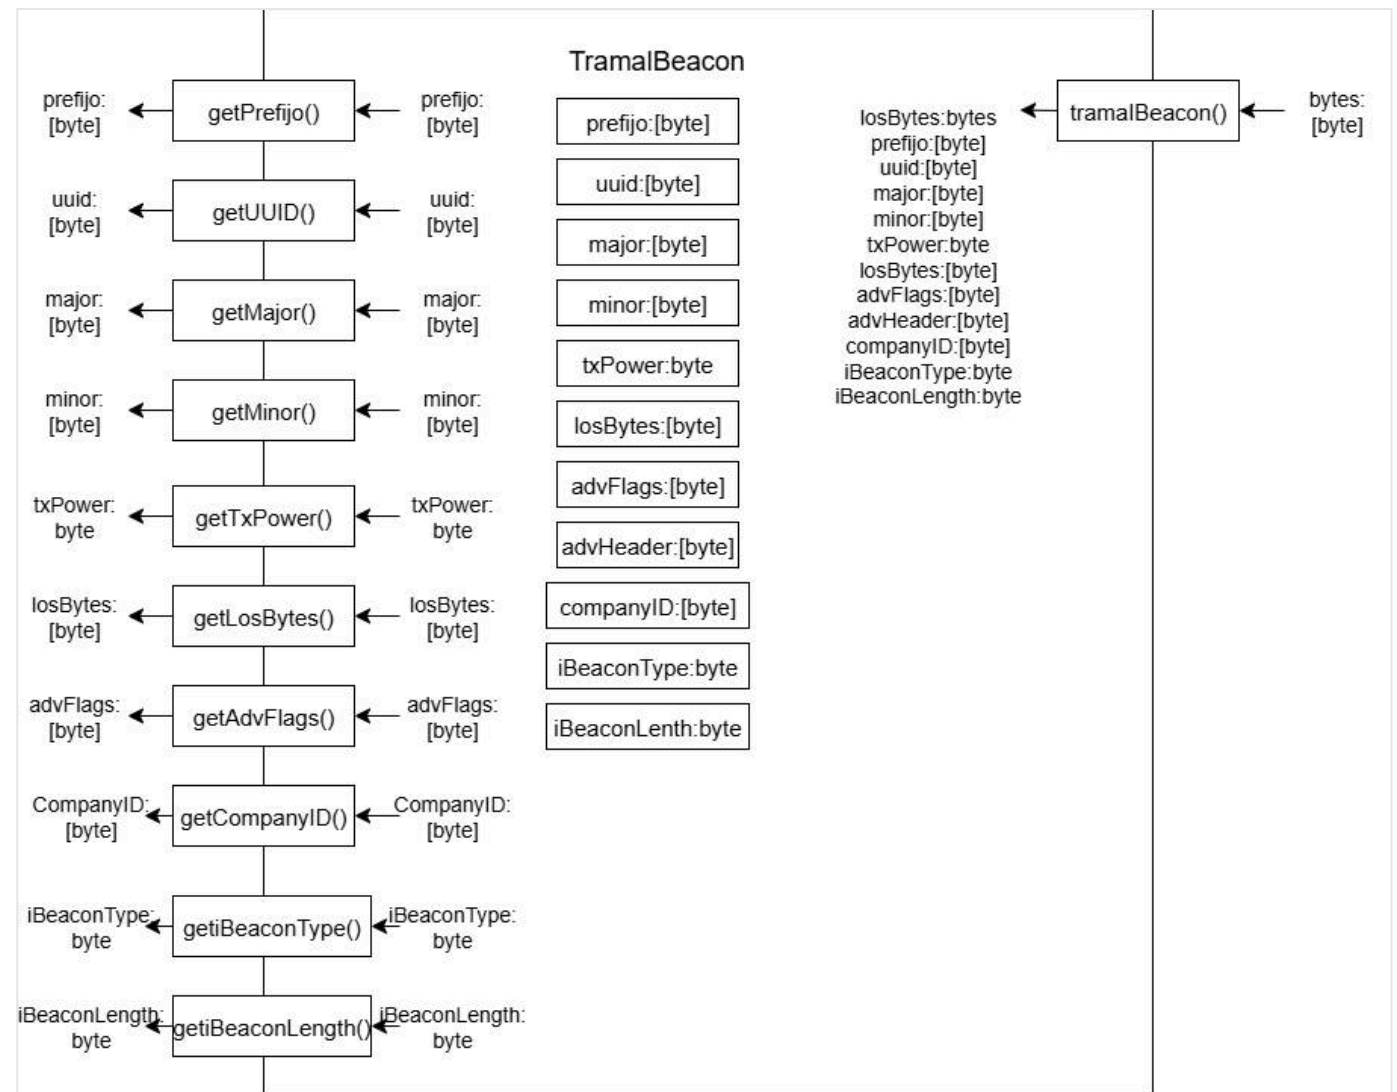 TramaIBeacon
prefijo:
[byte]
getPrefijo()
prefijo:
[byte]
uuid:
[byte]
getUUID()
uuid:
[byte]
major:
[byte]
getMajor()
major:
[byte]
minor:
[byte]
getMinor()
minor:
[byte]
txPower:
byte
getTxPower()
txPower:
byte
losBytes:
[byte]
getLosBytes()
losBytes:
[byte]
advFlags:
[byte]
getAdvFlags()
advFlags:
[byte]
CompanyID:
[byte]
getCompanyID()
CompanyID:
[byte]
iBeaconType:
byte
getiBeaconType()
iBeaconType:
byte
iBeaconLength:
byte
getiBeaconLength()
iBeaconLength:
byte
prefijo:[byte]
uuid:[byte]
major:[byte]
minor:[byte]
txPower:byte
losBytes:[byte]
advFlags:[byte]
advHeader:[byte]
companyID:[byte]
iBeaconType:byte
iBeaconLenth:byte
losBytes:bytes
prefijo:[byte]
uuid:[byte]
major:[byte]
minor:[byte]
txPower:byte
losBytes:[byte]
advFlags:[byte]
advHeader:[byte]
companyID:[byte]
iBeaconType:byte
iBeaconLength:byte
tramaIBeacon()
bytes:
[byte]